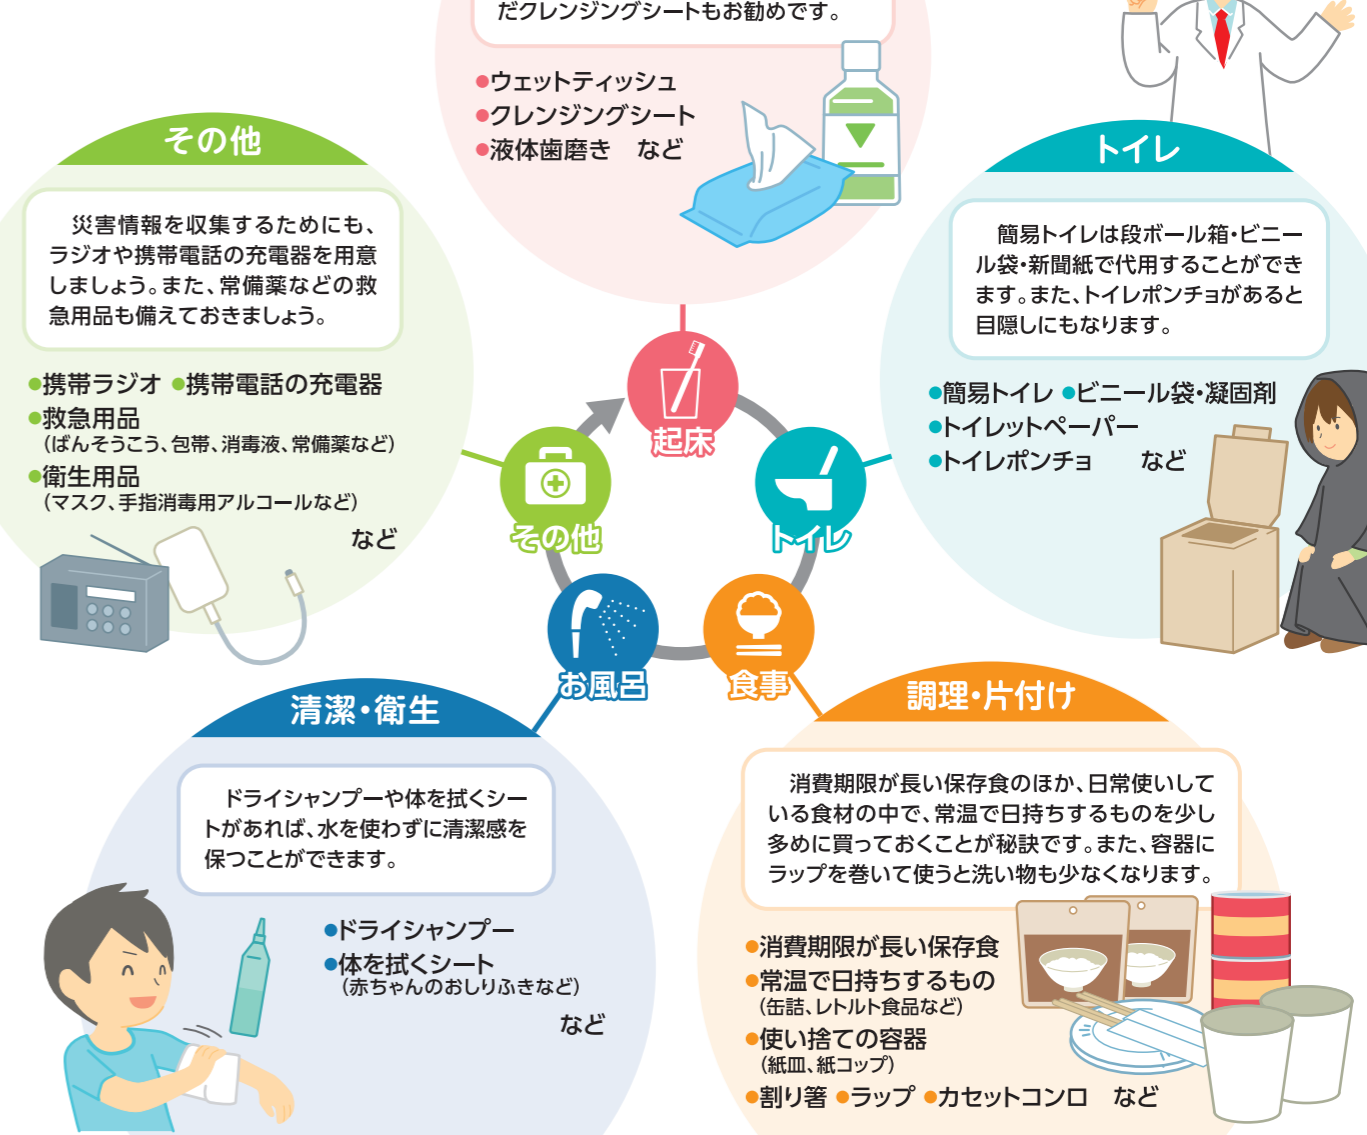 だクレンジングシートもお勧めです。
●ウェットティッシュ
●クレンジングシート
●液体歯磨き　など
その他
災害情報を収集するためにも、
ラジオや携帯電話の充電器を用意
しましょう。また、常備薬などの救
急用品も備えておきましょう。
●携帯ラジオ ●携帯電話の充電器
●救急用品
（ばんそうこう、包帯、消毒液、常備薬など）
●衛生用品
（マスク、手指消毒用アルコールなど）
など
トイレ
簡易トイレは段ボール箱・ビニー
ル袋・新聞紙で代用することができ
ます。また、トイレポンチョがあると
目隠しにもなります。
●簡易トイレ ●ビニール袋・凝固剤
●トイレットペーパー
●トイレポンチョ　　など
起床
その他
トイレ
お風呂
食事
清潔・衛生
ドライシャンプーや体を拭くシー
トがあれば、水を使わずに清潔感を
保つことができます。
●ドライシャンプー
●体を拭くシート
（赤ちゃんのおしりふきなど）
など
調理・片付け
消費期限が長い保存食のほか、日常使いして
いる食材の中で、常温で日持ちするものを少し
多めに買っておくことが秘訣です。また、容器に
ラップを巻いて使うと洗い物も少なくなります。
●消費期限が長い保存食
●常温で日持ちするもの
（缶詰、レトルト食品など）
●使い捨ての容器
（紙皿、紙コップ）
●割り箸 ●ラップ ●カセットコンロ　など